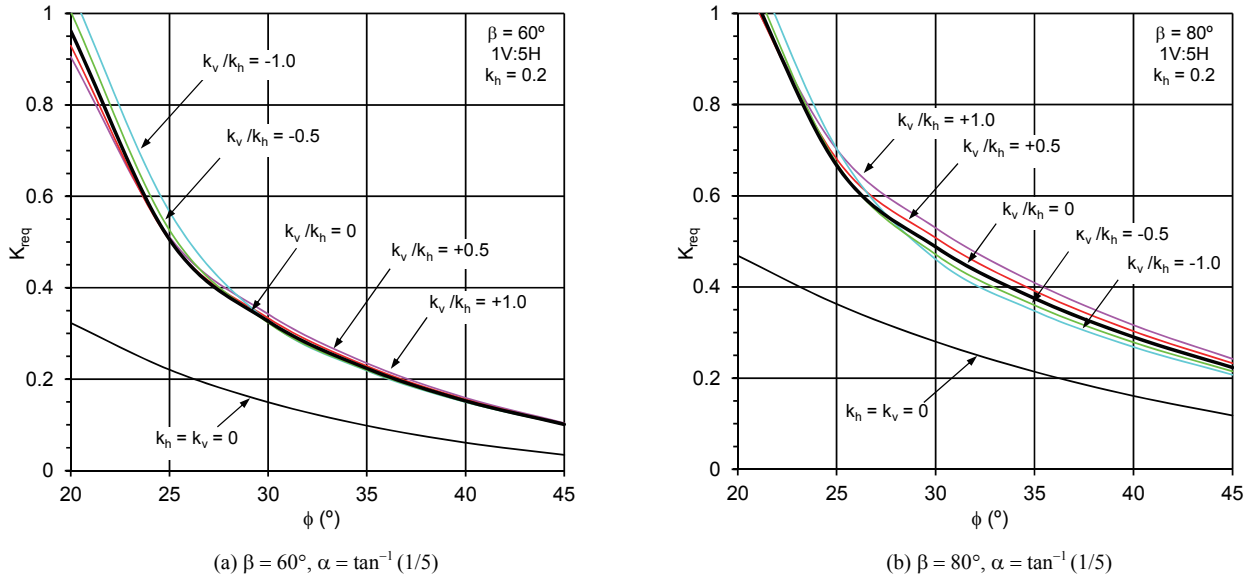 1
0.8
0.6
0.4
0.2
0
K_req
20 25 30 35 40 45
ϕ (º)
β = 60º
1V:5H
k_h = 0.2
k_v /k_h = -1.0
k_v /k_h = -0.5
k_v /k_h = 0
k_v /k_h = +0.5
k_v /k_h = +1.0
k_h = k_v = 0
(a) β = 60°, α = tan⁻¹ (1/5)
1
0.8
0.6
0.4
0.2
0
K_req
20 25 30 35 40 45
ϕ (º)
β = 80º
1V:5H
k_h = 0.2
k_v /k_h = +1.0
k_v /k_h = +0.5
k_v /k_h = 0
κ_v /k_h = -0.5
k_v /k_h = -1.0
k_h = k_v = 0
(b) β = 80°, α = tan⁻¹ (1/5)